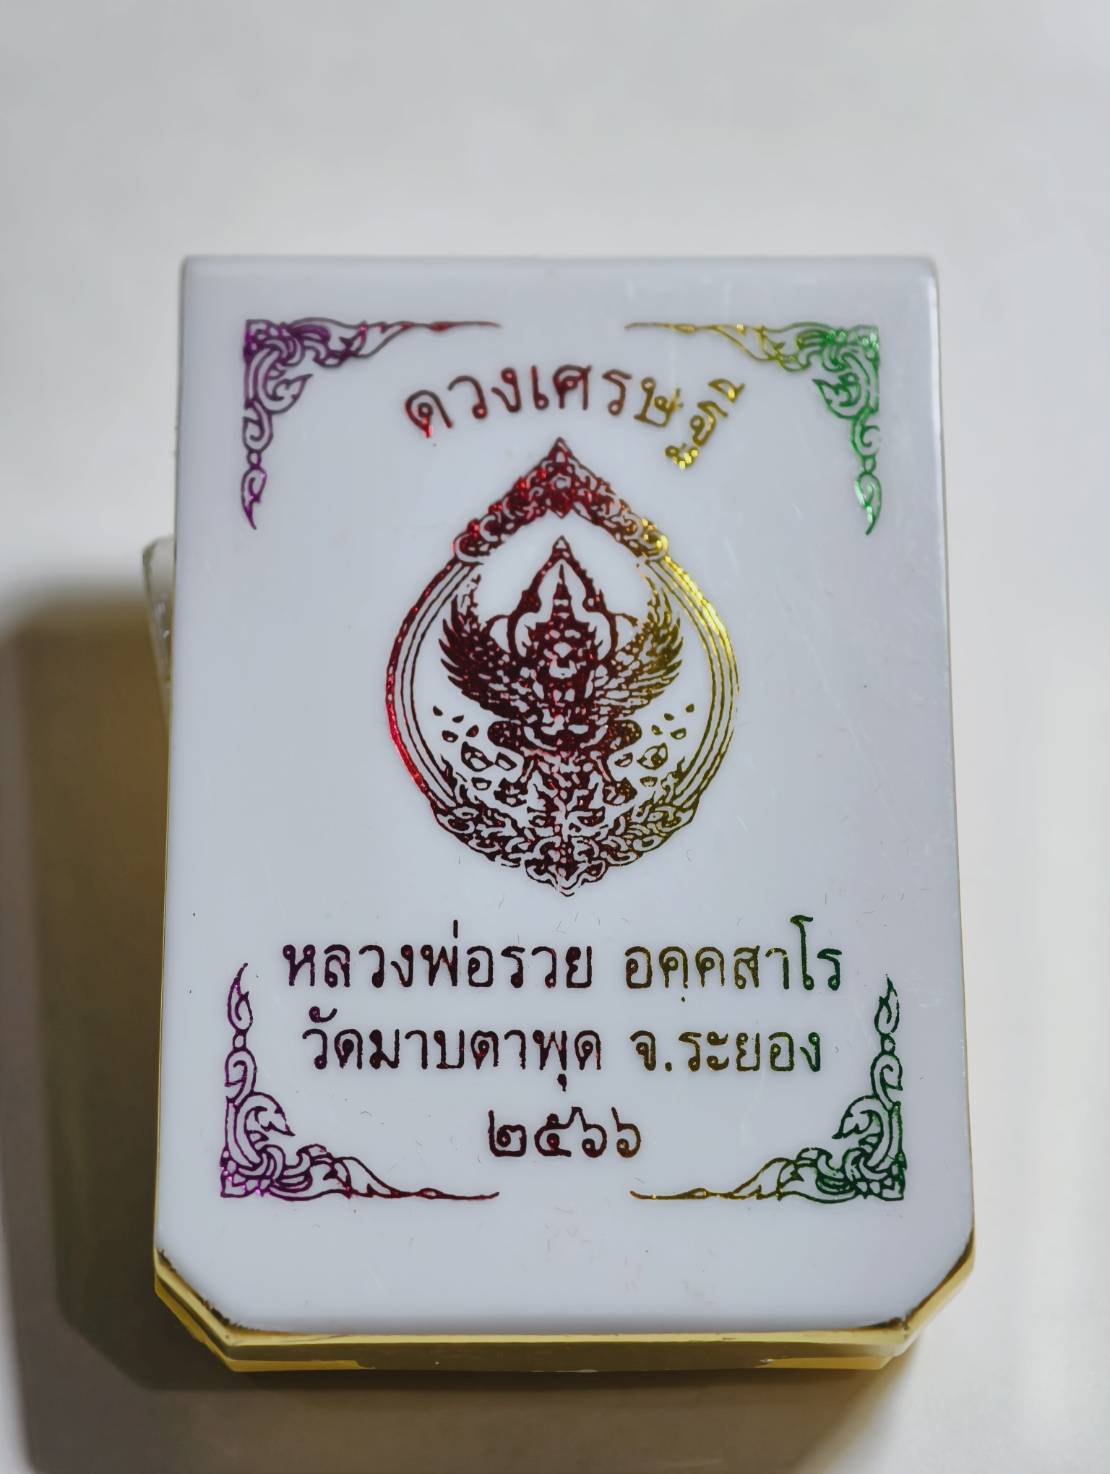 ดวงเศรษฐี
หลวงพ่อรวย อคฺคสาโร
วัดมาบตาพุด จ.ระยอง
๒๕๖๖